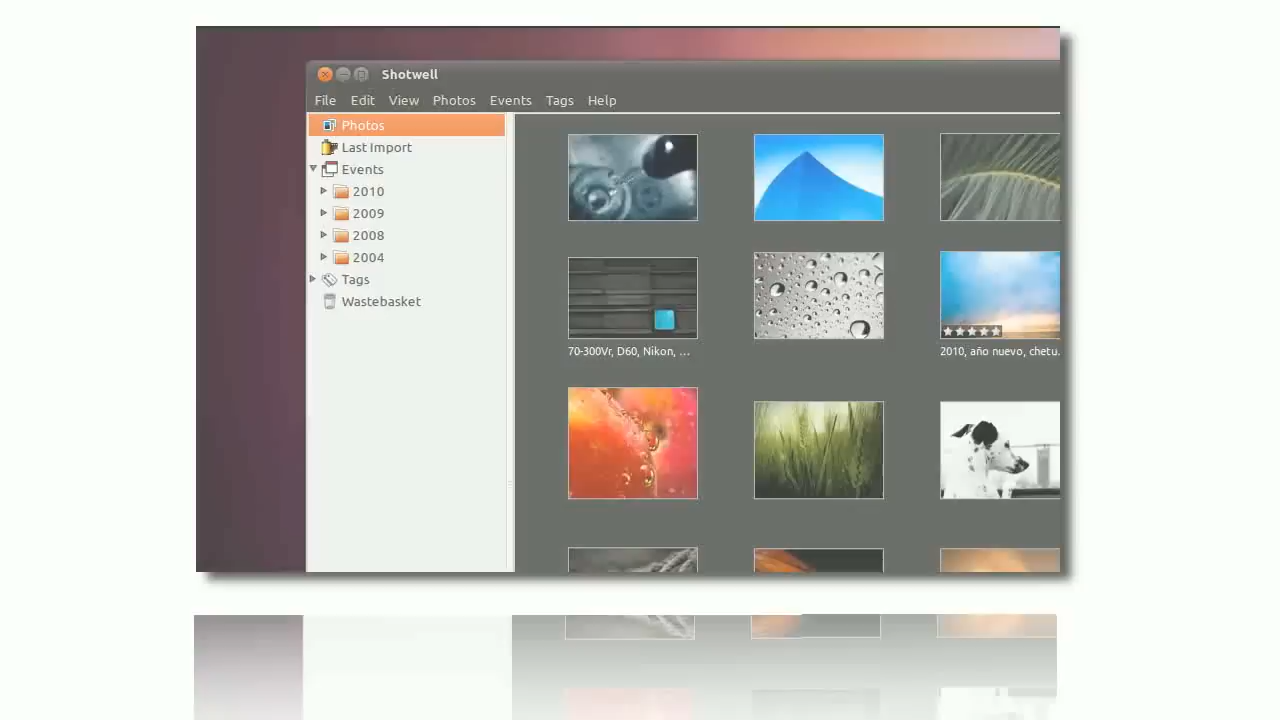 Shotwell
File Edit View Photos Events Tags Help
Photos
Last Import
Events
2010
2009
2008
2004
Tags
Wastebasket
70-300Vr, D60, Nikon, ...
2010, año nuevo, chetu.